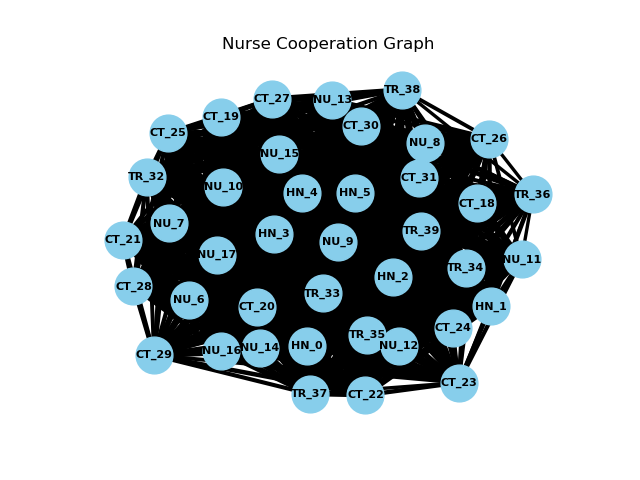 Nurse Cooperation Graph
TR_38
CT_27
NU_13
CT_19
CT_30
CT_25
CT_26
NU_8
NU_15
TR_32
CT_31
NU_10
HN_4
HN_5
TR_36
CT_18
NU_7
TR_39
HN_3
CT_21
NU_9
NU_17
NU_11
TR_34
HN_2
CT_28
TR_33
NU_6
CT_20
HN_1
CT_24
TR_35
HN_0
NU_12
NU_14
NU_16
CT_29
CT_23
TR_37
CT_22